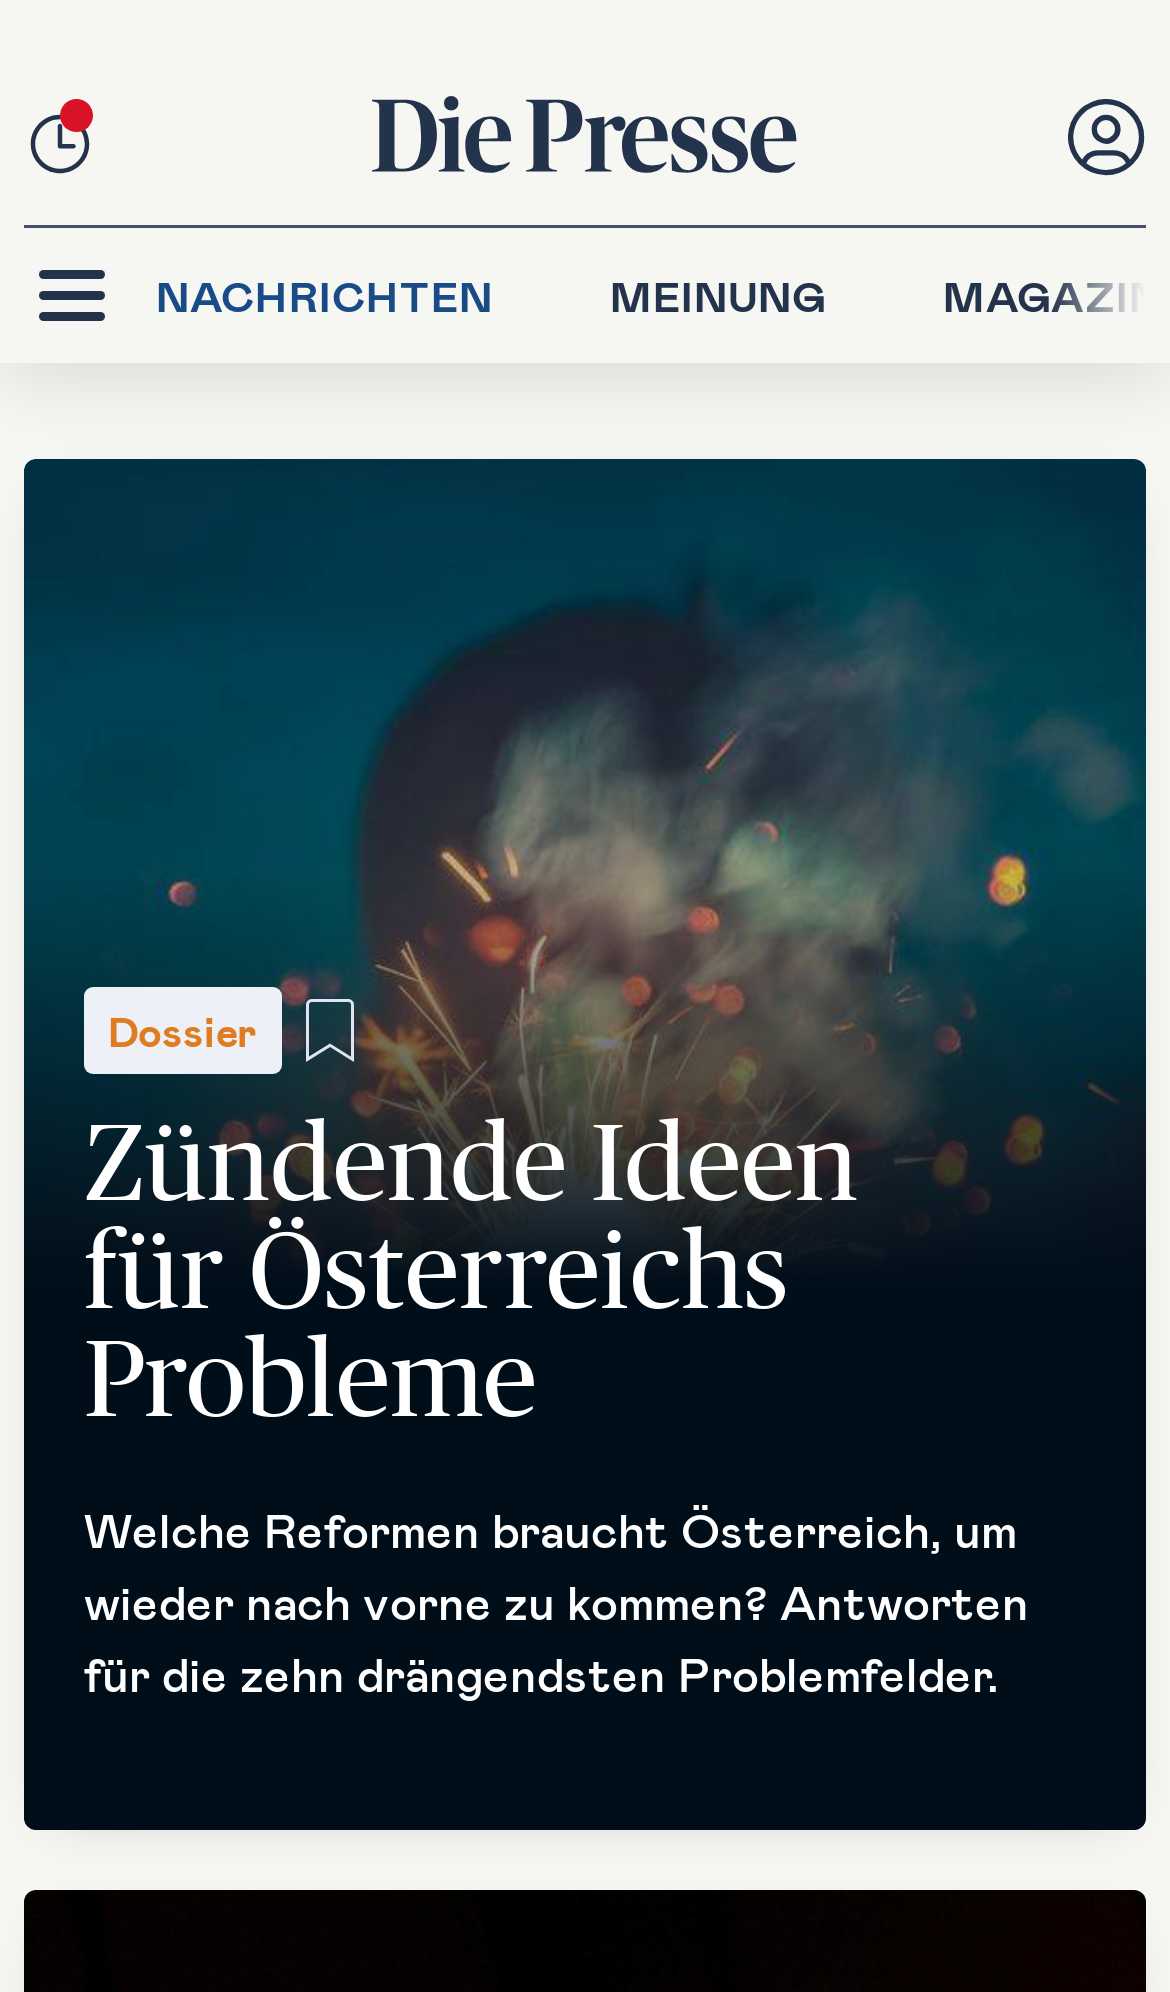 Die Presse
NACHRICHTEN MEINUNG MAGAZIN
Dossier
Zündende Ideen
für Österreichs
Probleme
Welche Reformen braucht Österreich, um
wieder nach vorne zu kommen? Antworten
für die zehn drängendsten Problemfelder.